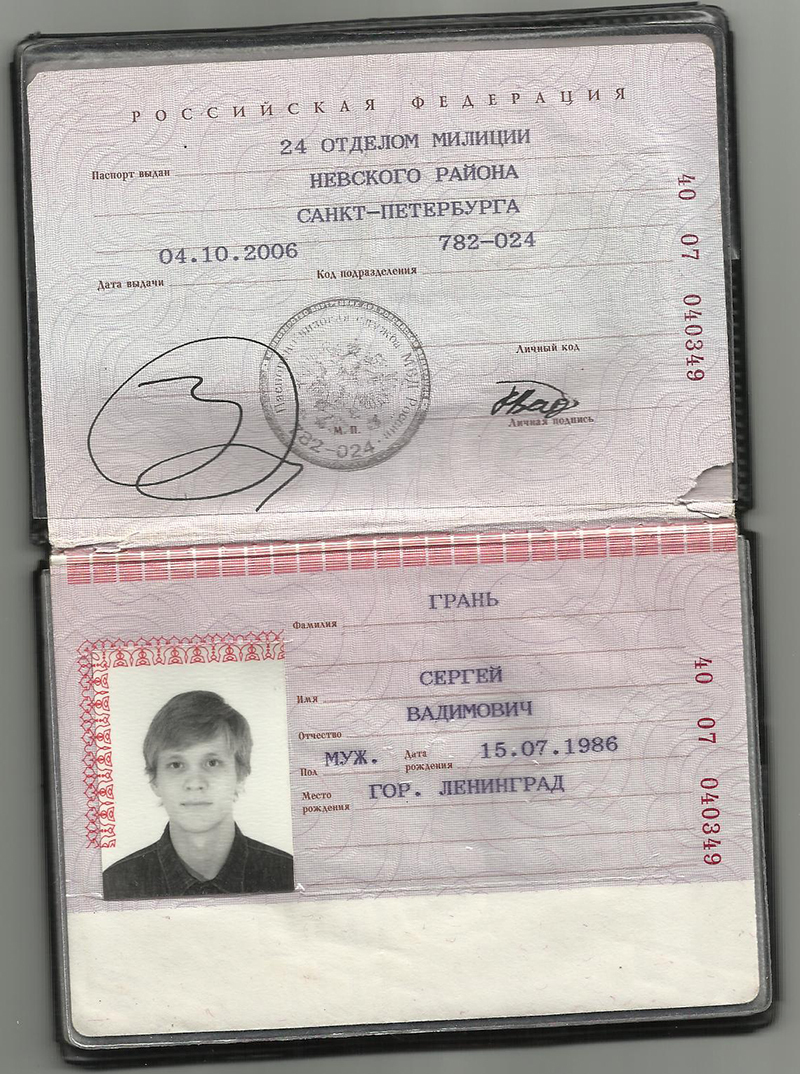 РОССИЙСКАЯ ФЕДЕРАЦИЯ
24 ОТДЕЛОМ МИЛИЦИИ
Паспорт выдан
НЕВСКОГО РАЙОНА
САНКТ-ПЕТЕРБУРГА
04.10.2006 782-024
Дата выдачи Код подразделения
40 07 040349
Личный код
Личная подпись
М.П.
782-024
ГРАНЬ
Фамилия
СЕРГЕЙ
Имя
ВАДИМОВИЧ
Отчество
Пол МУЖ. Дата рождения 15.07.1986
Место рождения ГОР. ЛЕНИНГРАД
40 07 040349